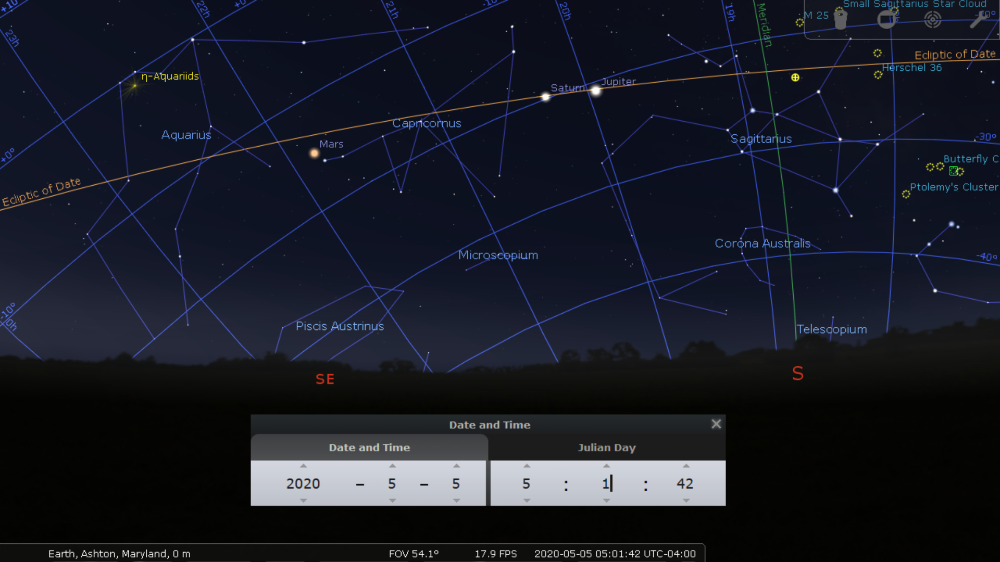 +10°
22h
+0°
21h
-10°
20h
19h
Meridian
Small Sagittarius Star Cloud
M 25
23h
Ecliptic of Date
Herschel 36
η-Aquariids
Saturn
Jupiter
Capricornus
Aquarius
Sagittarius
-30°
Mars
+0°
Butterfly C
Ecliptic of Date
Ptolemy's Cluster
Corona Australis
Microscopium
-40°
-10°
0h
Piscis Austrinus
Telescopium
SE
S
Date and Time
Date and Time
Julian Day
2020 - 5 - 5 5 : 1 : 42
Earth, Ashton, Maryland, 0 m
FOV 54.1°
17.9 FPS
2020-05-05 05:01:42 UTC-04:00